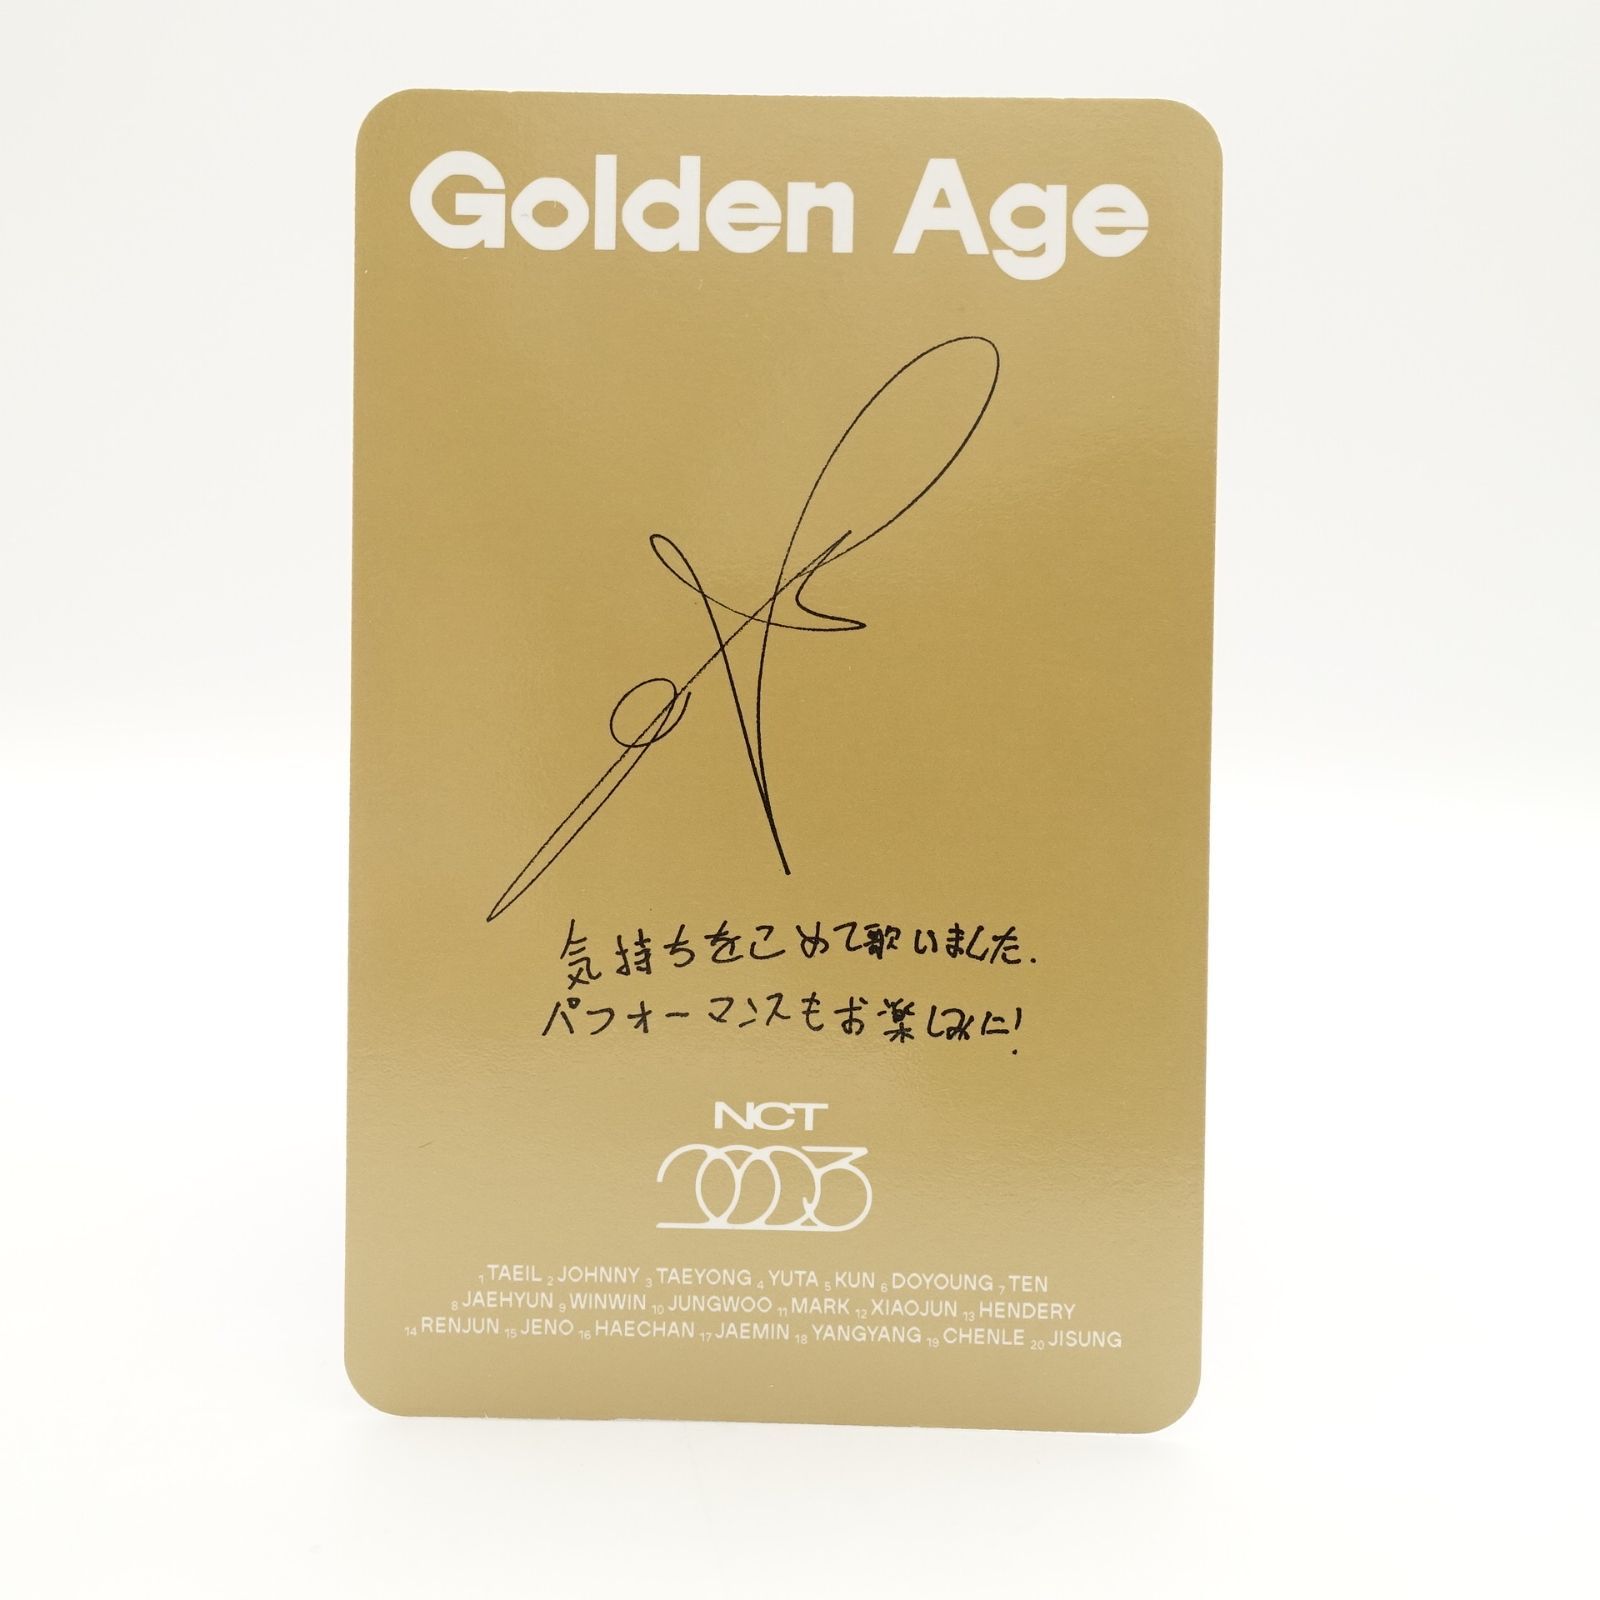 Golden Age
気持ちをこめて歌いました.
パフォーマンスもお楽しみに!
NCT
2023
1 TAEIL 2 JOHNNY 3 TAEYONG 4 YUTA 5 KUN 6 DOYOUNG 7 TEN
8 JAEHYUN 9 WINWIN 10 JUNGWOO 11 MARK 12 XIAOJUN 13 HENDERY
14 RENJUN 15 JENO 16 HAECHAN 17 JAEMIN 18 YANGYANG 19 CHENLE 20 JISUNG